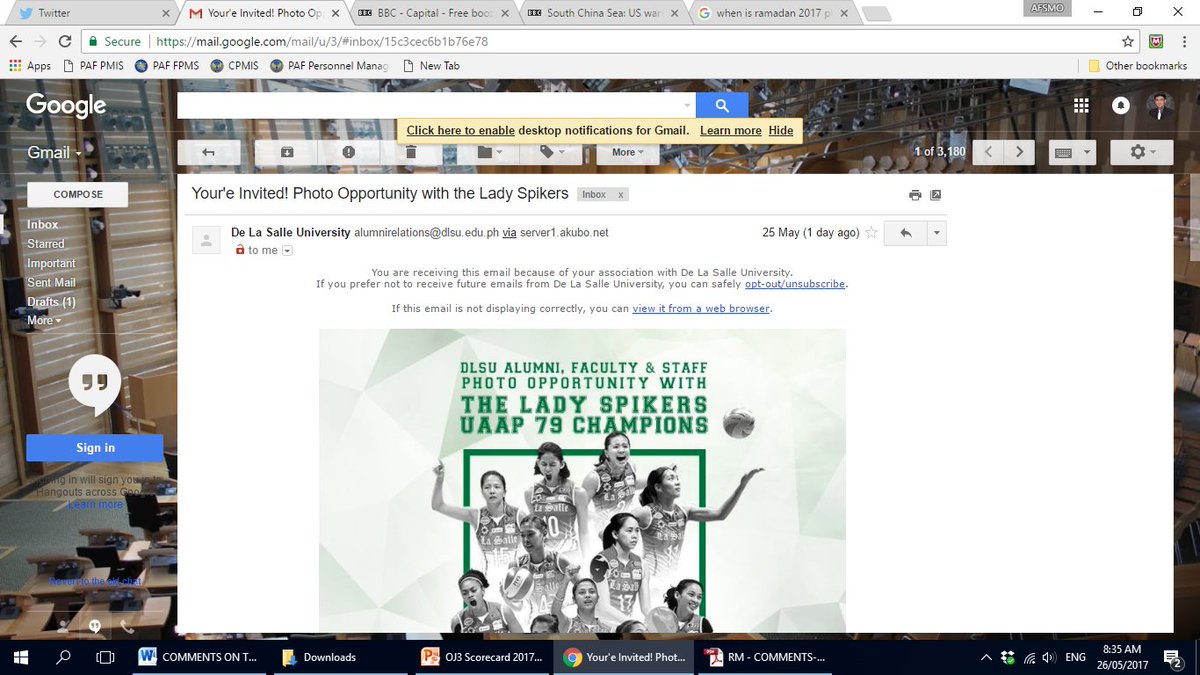 Twitter
Your'e Invited! Photo Op
BBC - Capital - Free booz
South China Sea: US war
when is ramadan 2017 p
AFSMO
Secure
https://mail.google.com/mail/u/3/#inbox/15c3cec6b1b76e78
Apps
PAF PMIS
PAF FPMS
CPMIS
PAF Personnel Manag
New Tab
Other bookmarks
Google
Click here to enable desktop notifications for Gmail. Learn more Hide
Gmail
More
1 of 3,180
COMPOSE
Inbox
Starred
Important
Sent Mail
Drafts (1)
More
Sign in
Signing in will sign you in to
Hangouts across Google
Learn more
Revert to the old chat
Your'e Invited! Photo Opportunity with the Lady Spikers
Inbox x
De La Salle University alumnirelations@dlsu.edu.ph via server1.akubo.net
25 May (1 day ago)
to me
You are receiving this email because of your association with De La Salle University.
If you prefer not to receive future emails from De La Salle University, you can safely opt-out/unsubscribe.
If this email is not displaying correctly, you can view it from a web browser.
DLSU ALUMNI, FACULTY & STAFF
PHOTO OPPORTUNITY WITH
THE LADY SPIKERS
UAAP 79 CHAMPIONS
La Salle
10
La Salle
La Salle
15
La Salle
11
La Salle
COMMENTS ON T...
Downloads
OJ3 Scorecard 2017...
Your'e Invited! Phot...
RM - COMMENTS-...
ENG
8:35 AM
26/05/2017
2